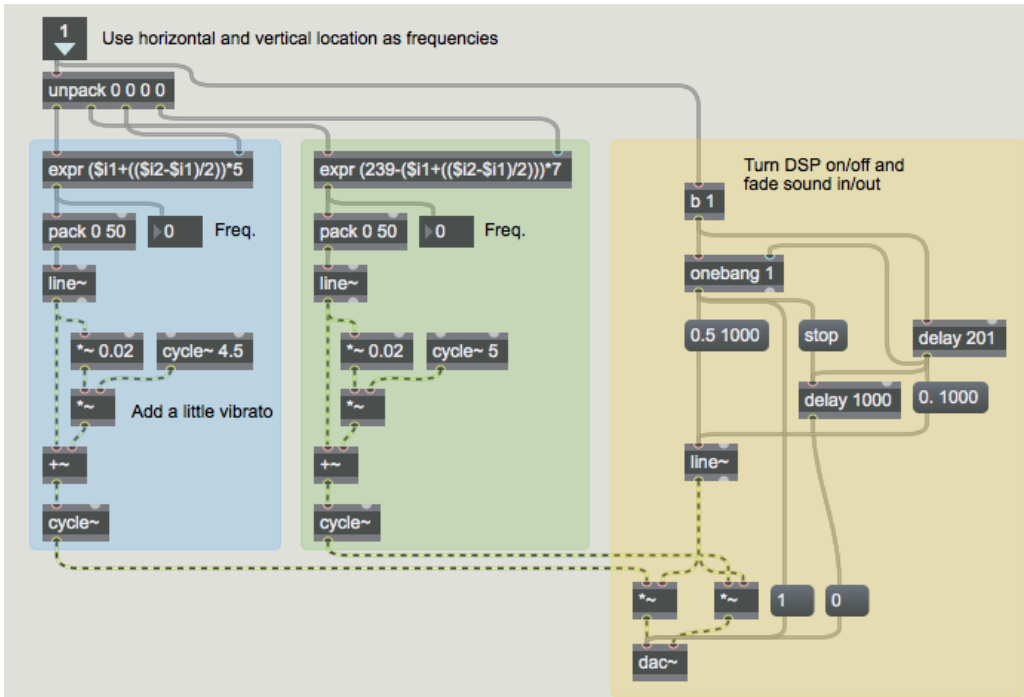 1
Use horizontal and vertical location as frequencies
unpack 0 0 0 0
expr ($i1+(($i2-$i1)/2))*5
pack 0 50
0
Freq.
line~
*~ 0.02
cycle~ 4.5
*~
Add a little vibrato
+~
cycle~
expr (239-($i1+(($i2-$i1)/2)))*7
pack 0 50
0
Freq.
line~
*~ 0.02
cycle~ 5
*~
+~
cycle~
Turn DSP on/off and
fade sound in/out
b 1
onebang 1
0.5 1000
stop
delay 201
delay 1000
0. 1000
line~
*~
*~
1
0
dac~